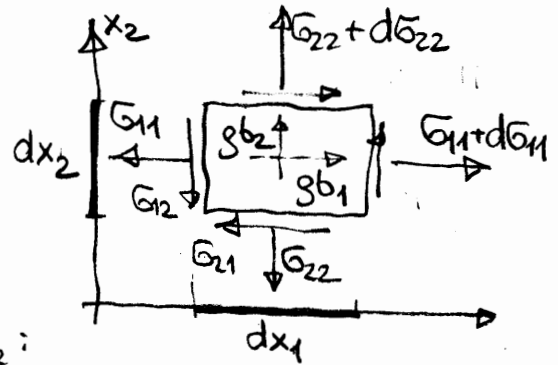 x₂
σ₂₂+dσ₂₂
σ₁₁
dx₂
ρb₂
σ₁₁+dσ₁₁
ρb₁
σ₁₂
σ₂₁
σ₂₂
dx₁
₂: